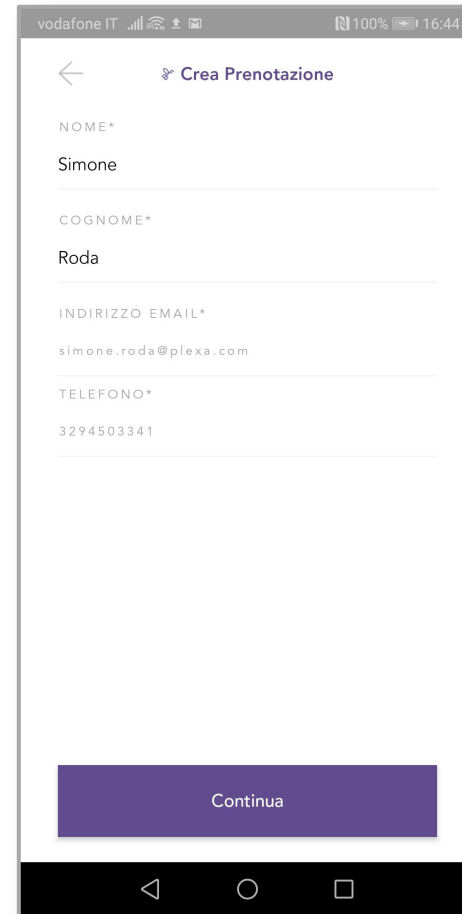 vodafone IT 100% 16:44
Crea Prenotazione
NOME*
Simone
COGNOME*
Roda
INDIRIZZO EMAIL*
simone.roda@plexa.com
TELEFONO*
3294503341
Continua